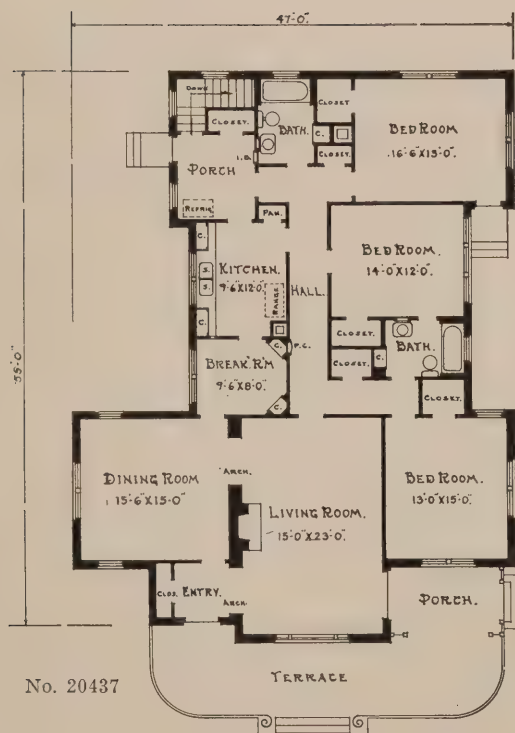 47'-0"
DOWN
CLOSET.
BATH.
CLOSET
C.
CLOSET.
BED ROOM
16'-6"X13'-0"
I.D.
PORCH
REFRIG
PAN.
C.
S.
S.
C.
KITCHEN.
9'-6"X12'-0"
RANGE
HALL.
BED ROOM.
14'-0"X12'-0"
CLOSET.
CLOSET.
C.
BATH.
CLOSET.
55'-0"
BREAK. R'M
9'-6"X8'-0"
C.
P.C.
C.
DINING ROOM
15'-6"X15'-0"
ARCH.
LIVING ROOM.
15'-0"X23'-0"
BED ROOM.
13'-0"X15'-0"
CLOS.
ENTRY.
ARCH.
PORCH.
TERRACE
No. 20437